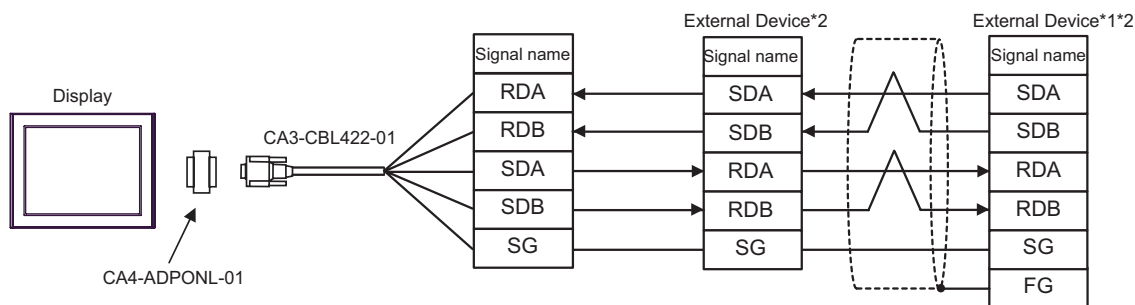 External Device*2
External Device*1*2
Display
CA3-CBL422-01
CA4-ADPONL-01
Signal name
RDA
RDB
SDA
SDB
SG
Signal name
SDA
SDB
RDA
RDB
SG
Signal name
SDA
SDB
RDA
RDB
SG
FG